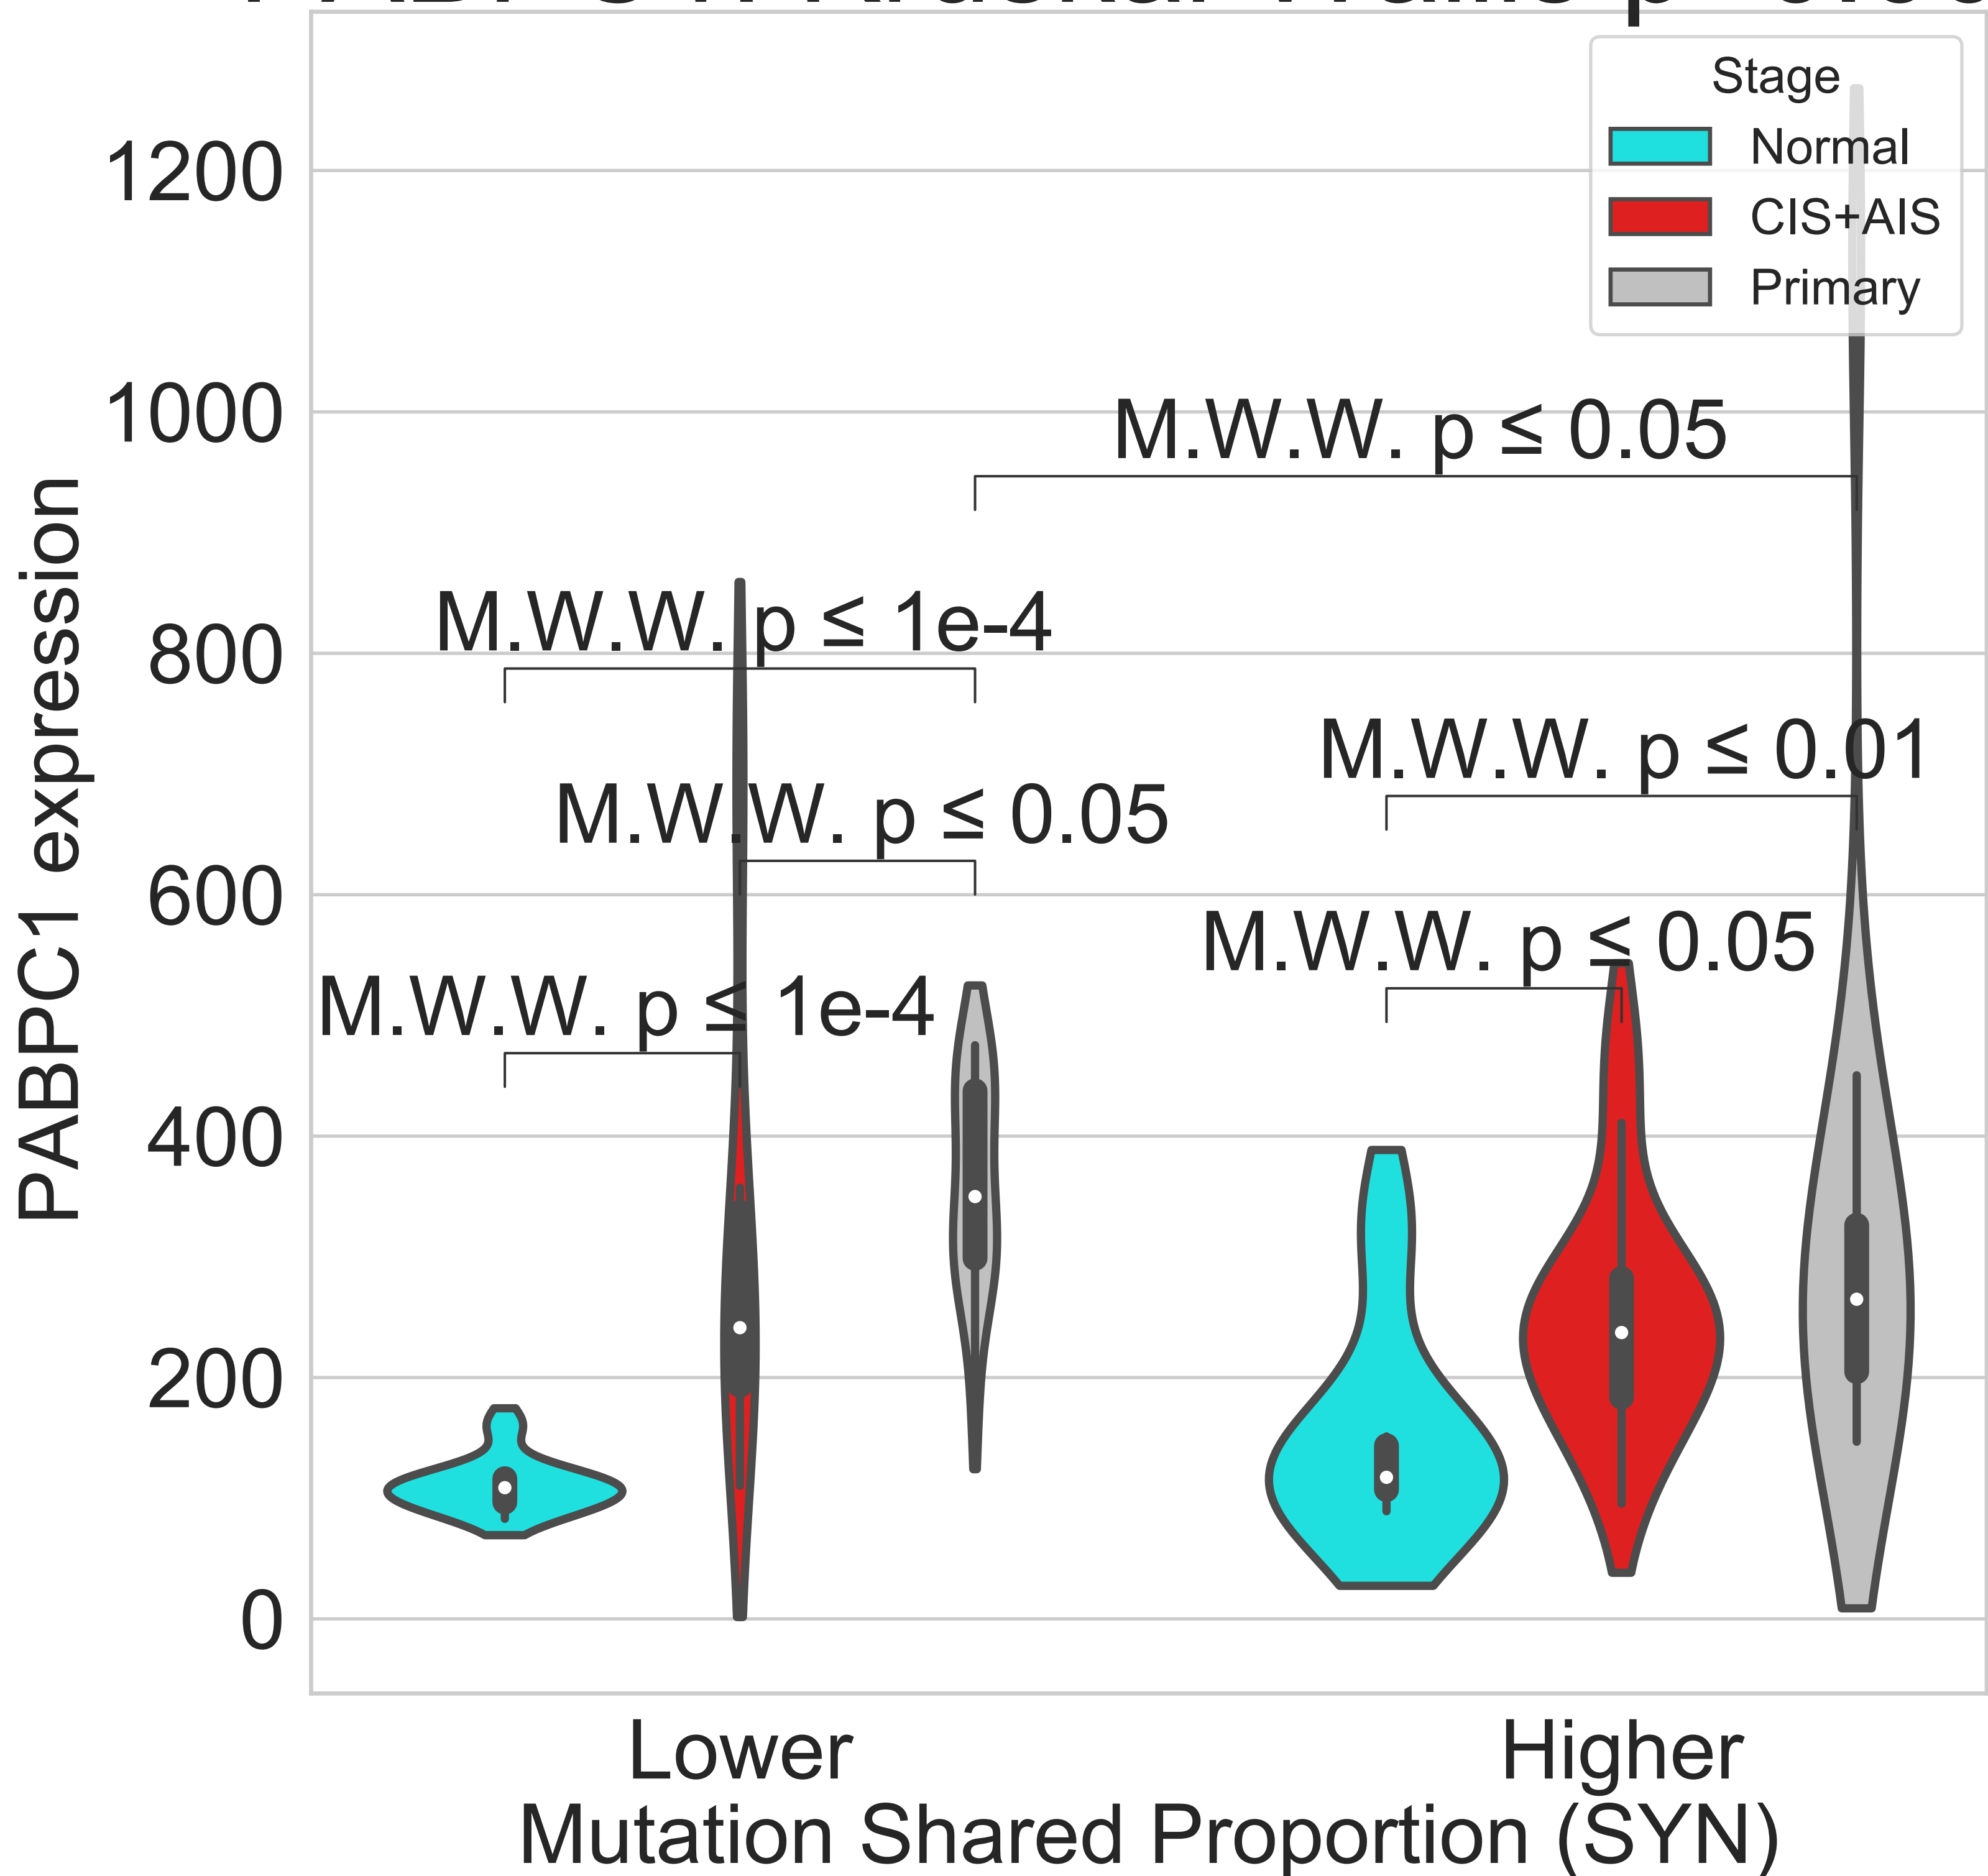 Stage
Normal
CIS+AIS
Primary
1200
1000
800
600
400
200
0
PABPC1 expression
M.W.W. p ≤ 0.05
M.W.W. p ≤ 1e-4
M.W.W. p ≤ 0.01
M.W.W. p ≤ 0.05
M.W.W. p ≤ 0.05
M.W.W. p ≤ 1e-4
Lower
Higher
Mutation Shared Proportion (SYN)